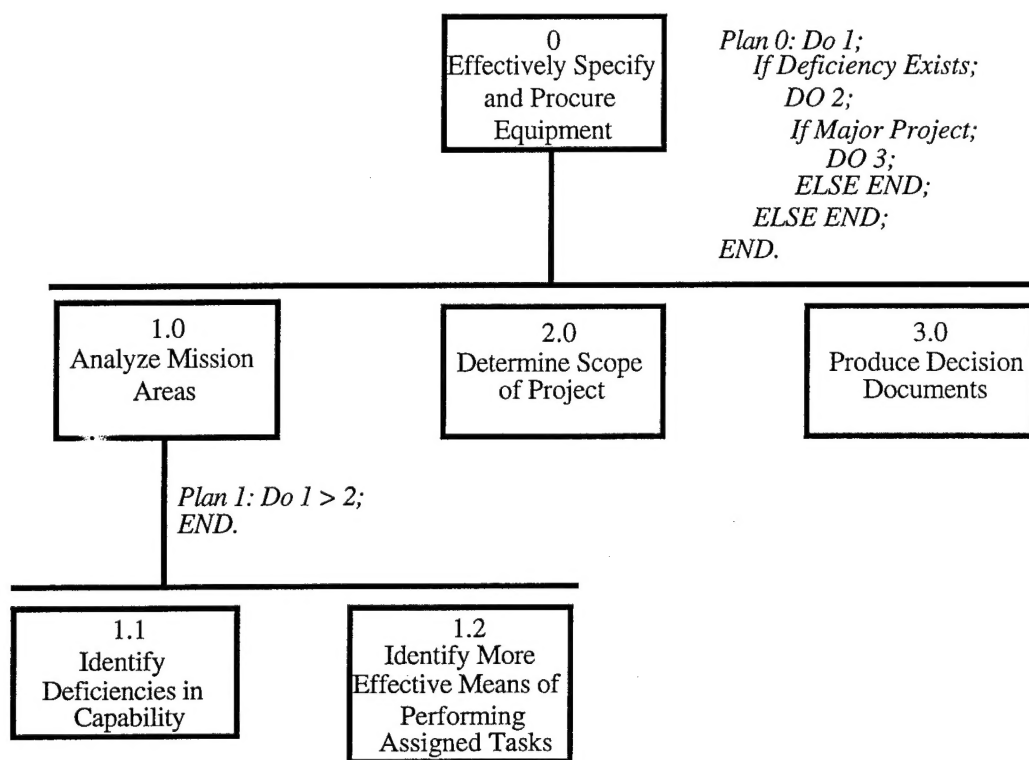 0
Effectively Specify
and Procure
Equipment
Plan 0: Do 1;
If Deficiency Exists;
DO 2;
If Major Project;
DO 3;
ELSE END;
ELSE END;
END.
1.0
Analyze Mission
Areas
2.0
Determine Scope
of Project
3.0
Produce Decision
Documents
Plan 1: Do 1 > 2;
END.
1.1
Identify
Deficiencies in
Capability
1.2
Identify More
Effective Means of
Performing
Assigned Tasks